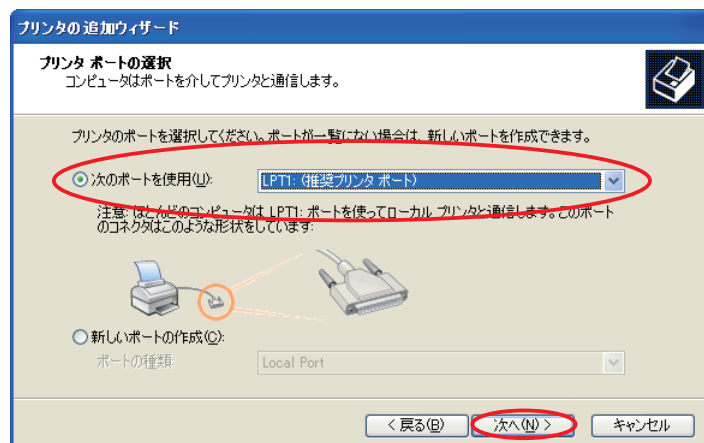 プリンタの追加ウィザード
プリンタ ポートの選択
コンピュータはポートを介してプリンタと通信します。
プリンタのポートを選択してください。ポートが一覧にない場合は、新しいポートを作成できます。
次のポートを使用(U):
LPT1: (推奨プリンタ ポート)
注意: ほとんどのコンピュータは LPT1: ポートを使ってローカル プリンタと通信します。このポート
のコネクタはこのような形状をしています:
新しいポートの作成(C):
ポートの種類:
Local Port
< 戻る(B)
次へ(N) >
キャンセル